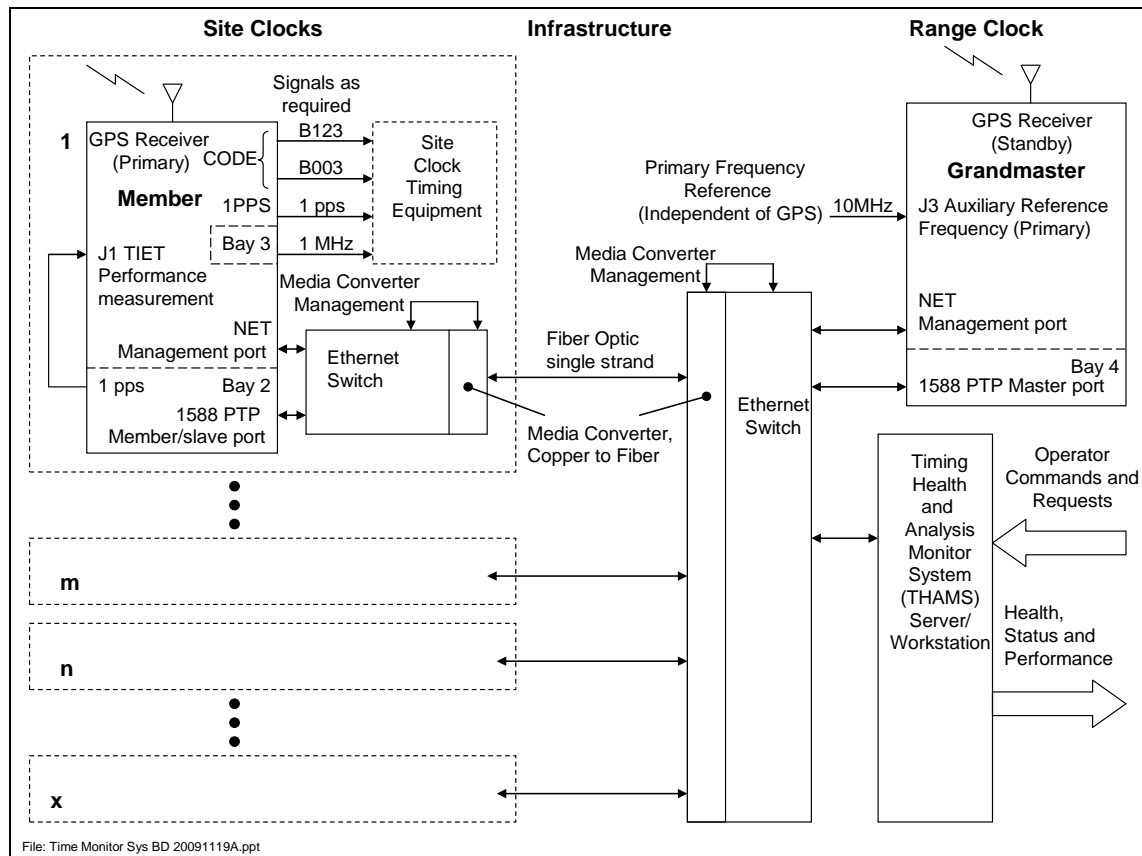 Site Clocks
Infrastructure
Range Clock
1
GPS Receiver
(Primary)
Member
CODE
Signals as
required
B123
B003
1PPS
1 pps
Bay 3
1 MHz
Site
Clock
Timing
Equipment
J1 TIET
Performance
measurement
NET
Management port
1 pps
Bay 2
1588 PTP
Member/slave port
Media Converter
Management
Ethernet
Switch
Fiber Optic
single strand
Media Converter,
Copper to Fiber
Primary Frequency
Reference
(Independent of GPS)
10MHz
Media Converter
Management
Ethernet
Switch
GPS Receiver
(Standby)
Grandmaster
J3 Auxiliary Reference
Frequency (Primary)
NET
Management port
Bay 4
1588 PTP Master port
Timing
Health
and
Analysis
Monitor
System
(THAMS)
Server/
Workstation
Operator
Commands and
Requests
Health,
Status and
Performance
m
n
x
File: Time Monitor Sys BD 20091119A.ppt